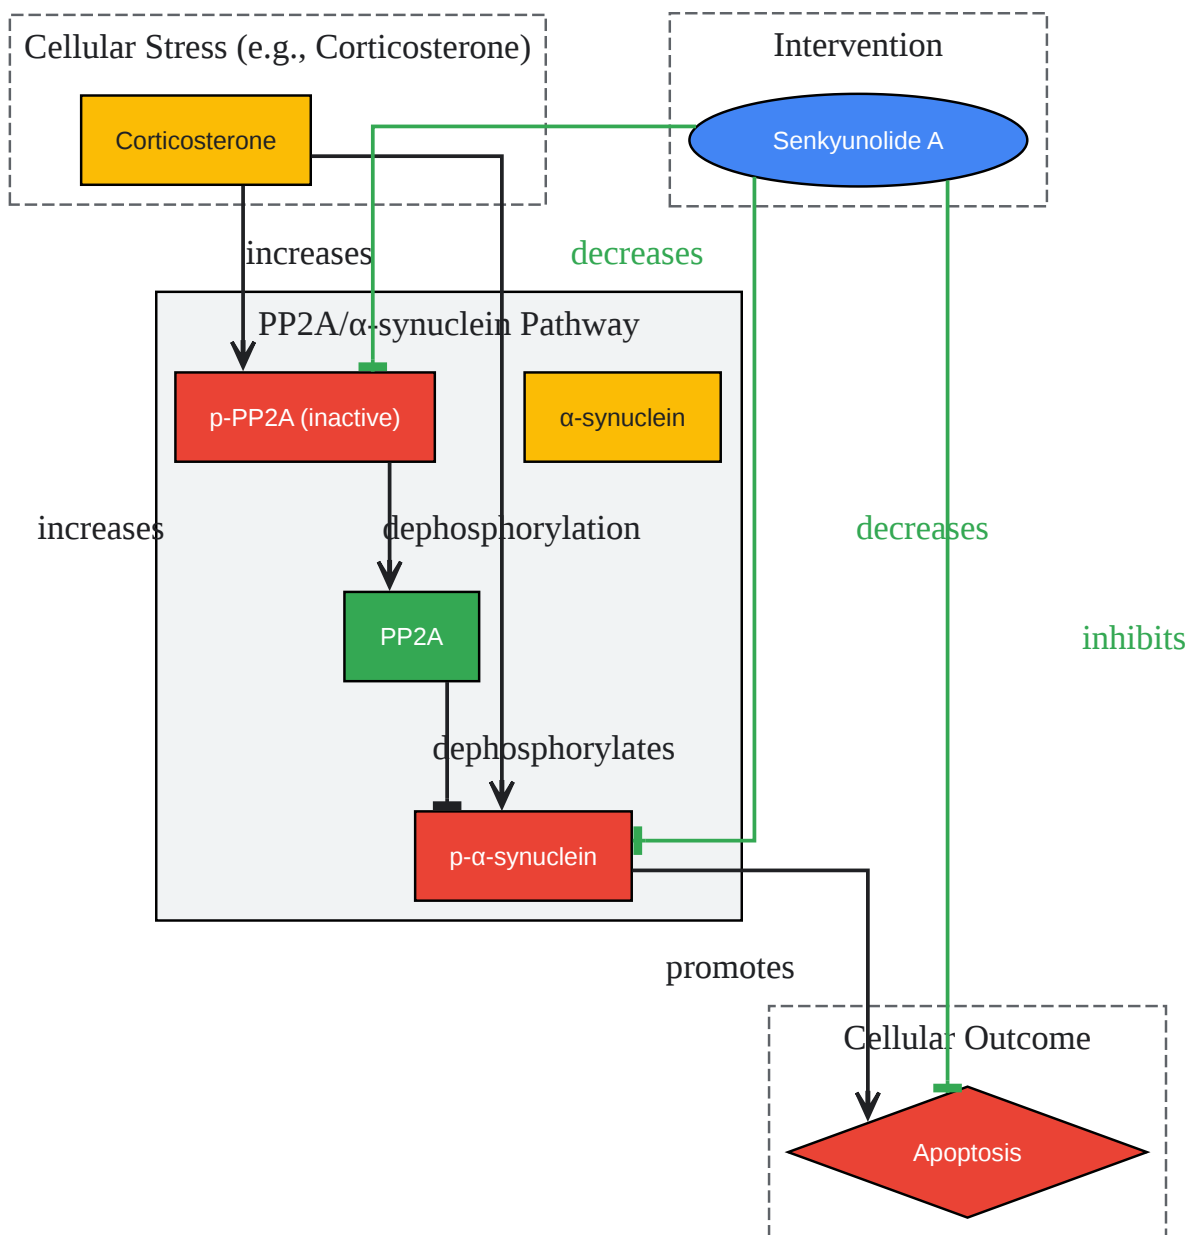 Cellular Stress (e.g., Corticosterone)
Intervention
Corticosterone
Senkyunolide A
increases
decreases
PP2A/α-synuclein Pathway
p-PP2A (inactive)
α-synuclein
increases
dephosphorylation
decreases
PP2A
inhibits
dephosphorylates
p-α-synuclein
promotes
Cellular Outcome
Apoptosis